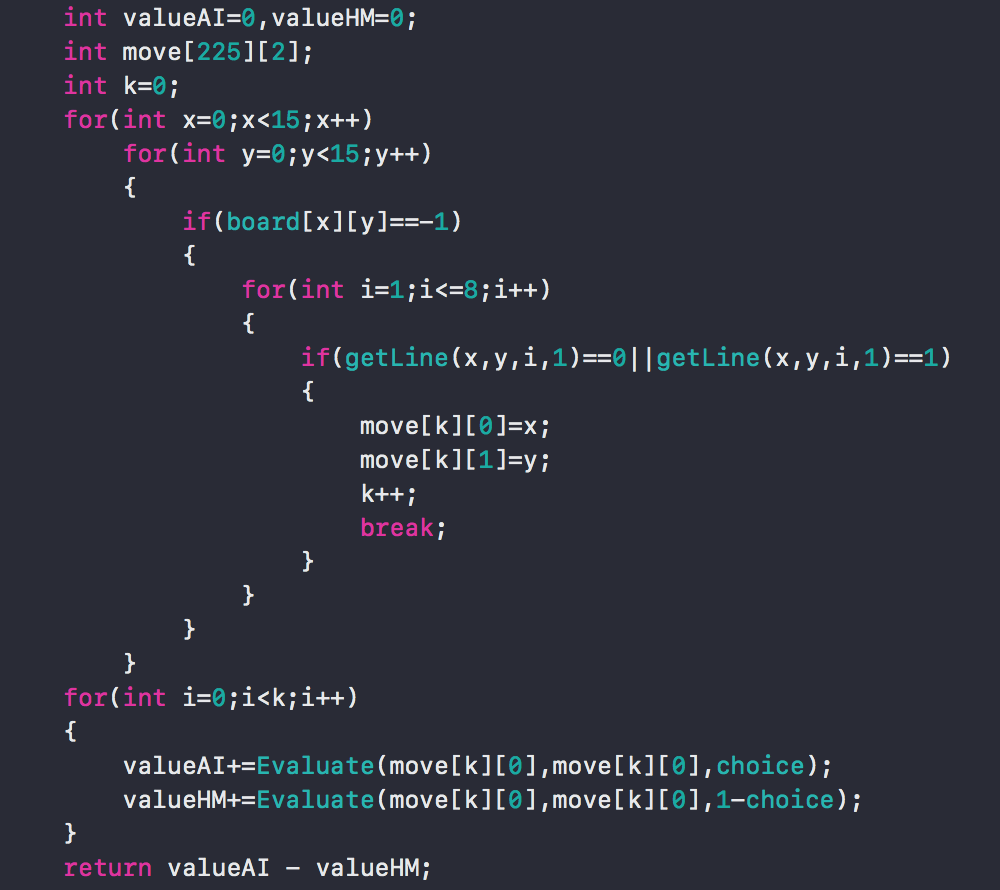 int valueAI=0,valueHM=0;
int move[225][2];
int k=0;
for(int x=0;x<15;x++)
    for(int y=0;y<15;y++)
    {
        if(board[x][y]==-1)
        {
            for(int i=1;i<=8;i++)
            {
                if(getLine(x,y,i,1)==0||getLine(x,y,i,1)==1)
                {
                    move[k][0]=x;
                    move[k][1]=y;
                    k++;
                    break;
                }
            }
        }
    }
for(int i=0;i<k;i++)
{
    valueAI+=Evaluate(move[k][0],move[k][0],choice);
    valueHM+=Evaluate(move[k][0],move[k][0],1-choice);
}
return valueAI - valueHM;